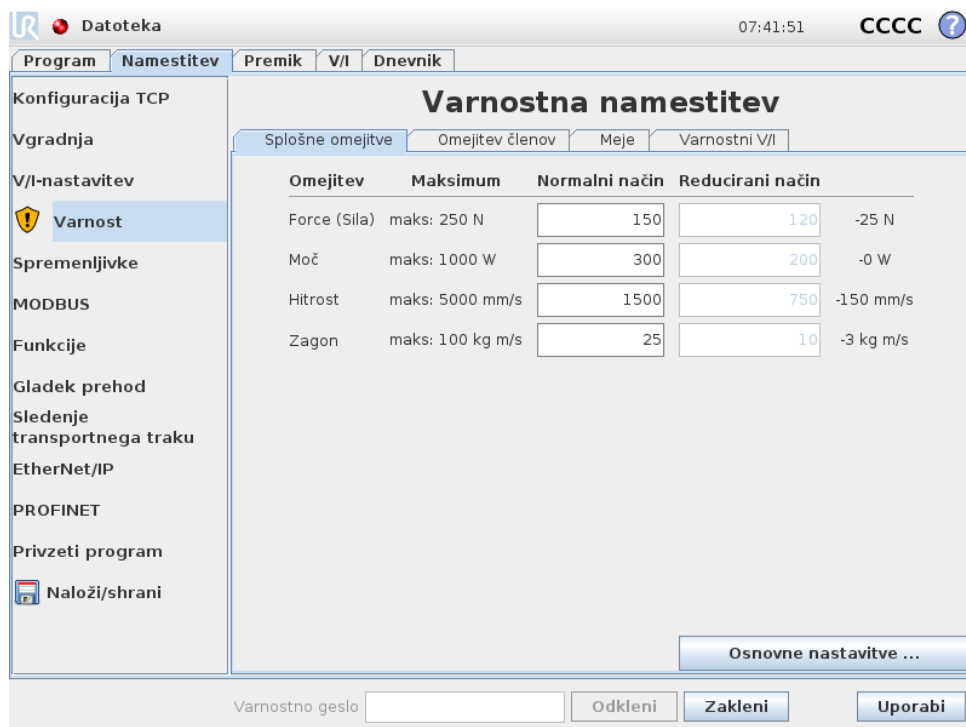 UR Datoteka 07:41:51 CCCC ?
Program Namestitev Premik V/I Dnevnik
Konfiguracija TCP
Vgradnja
V/I-nastavitev
Varnost
Spremenljivke
MODBUS
Funkcije
Gladek prehod
Sledenje
transportnega traku
EtherNet/IP
PROFINET
Privzeti program
Naloži/shrani
Varnostna namestitev
Splošne omejitve Omejitev členov Meje Varnostni V/I
Omejitev Maksimum Normalni način Reducirani način
Force (Sila) maks: 250 N 150 120 -25 N
Moč maks: 1000 W 300 200 -0 W
Hitrost maks: 5000 mm/s 1500 750 -150 mm/s
Zagon maks: 100 kg m/s 25 10 -3 kg m/s
Osnovne nastavitve ...
Varnostno geslo Odkleni Zakleni Uporabi